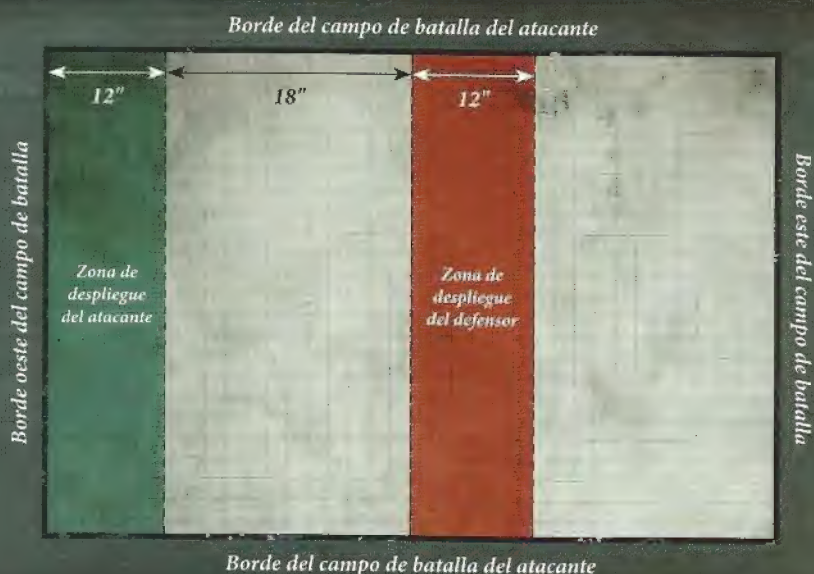 Borde del campo de batalla del atacante
12"
18"
12"
Borde oeste del campo de batalla
Zona de
despliegue
del atacante
Zona de
despliegue
del defensor
Borde este del campo de batalla
Borde del campo de batalla del atacante